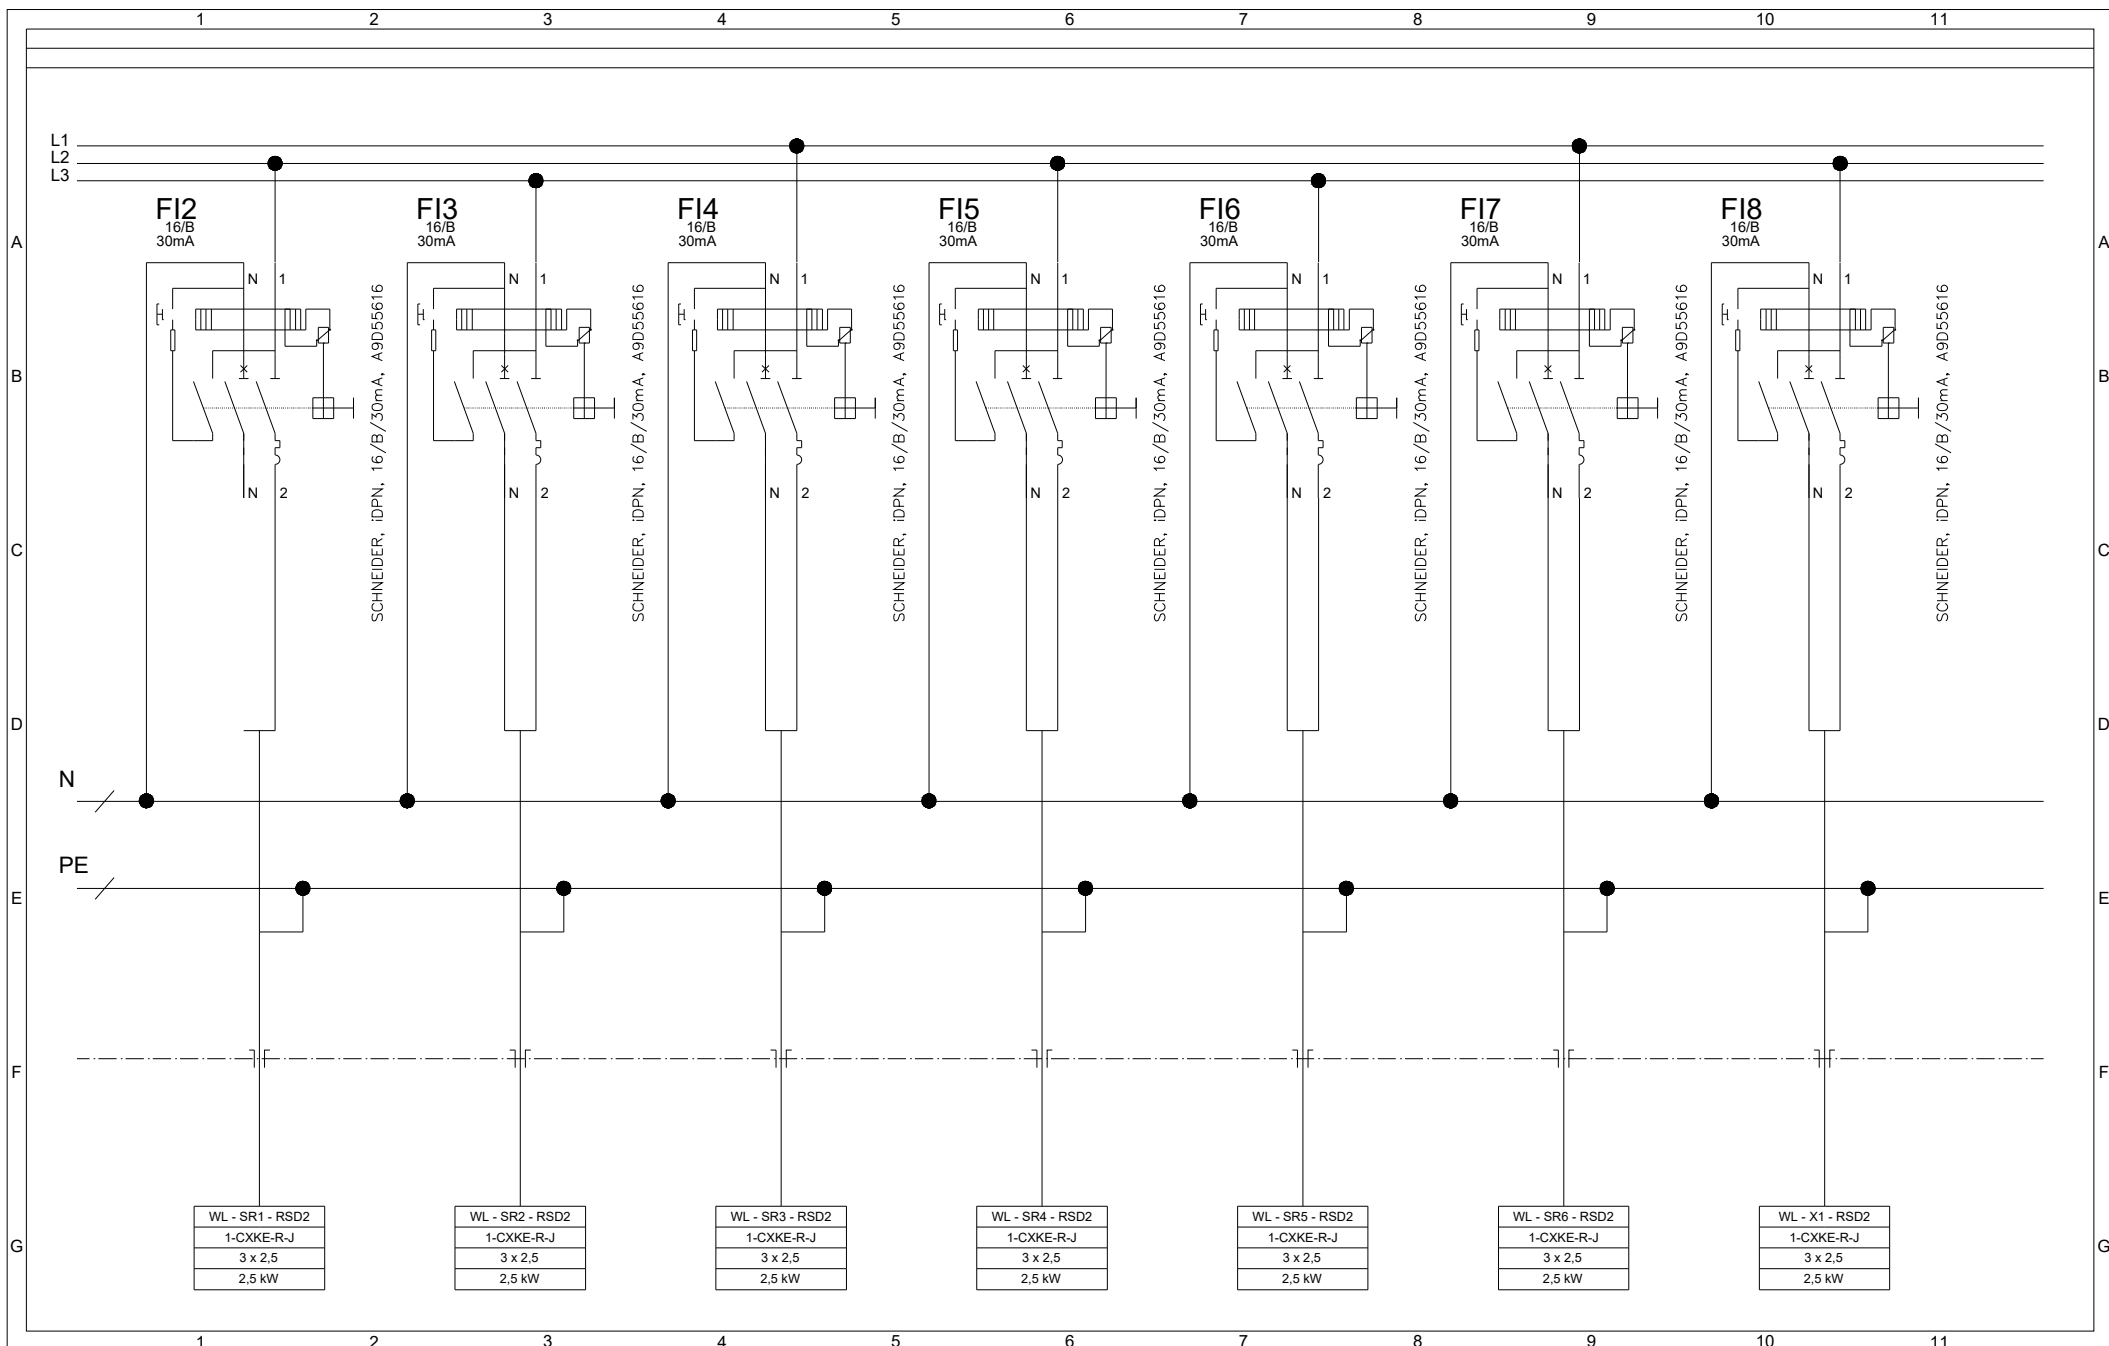 1 2 3 4 5 6 7 8 9 10 11
L1
L2
L3
FI2 FI3 FI4 FI5 FI6 FI7 FI8
16/B 16/B 16/B 16/B 16/B 16/B 16/B
A 30mA 30mA 30mA 30mA 30mA 30mA 30mA A
N 1 N 1 N 1 N 1 N 1 N 1 N 1
SCHNEIDER, iDPN, 16/B/30mA, A9D55616
SCHNEIDER, iDPN, 16/B/30mA, A9D55616
SCHNEIDER, iDPN, 16/B/30mA, A9D55616
SCHNEIDER, iDPN, 16/B/30mA, A9D55616
SCHNEIDER, iDPN, 16/B/30mA, A9D55616
SCHNEIDER, iDPN, 16/B/30mA, A9D55616
SCHNEIDER, iDPN, 16/B/30mA, A9D55616
B B
N 2 N 2 N 2 N 2 N 2 N 2 N 2
C C
D D
N
PE
E E
F F
WL - SR1 - RSD2 WL - SR2 - RSD2 WL - SR3 - RSD2 WL - SR4 - RSD2 WL - SR5 - RSD2 WL - SR6 - RSD2 WL - X1 - RSD2
G 1-CXKE-R-J 1-CXKE-R-J 1-CXKE-R-J 1-CXKE-R-J 1-CXKE-R-J 1-CXKE-R-J 1-CXKE-R-J G
3 x 2,5 3 x 2,5 3 x 2,5 3 x 2,5 3 x 2,5 3 x 2,5 3 x 2,5
2,5 kW 2,5 kW 2,5 kW 2,5 kW 2,5 kW 2,5 kW 2,5 kW
1 2 3 4 5 6 7 8 9 10 11